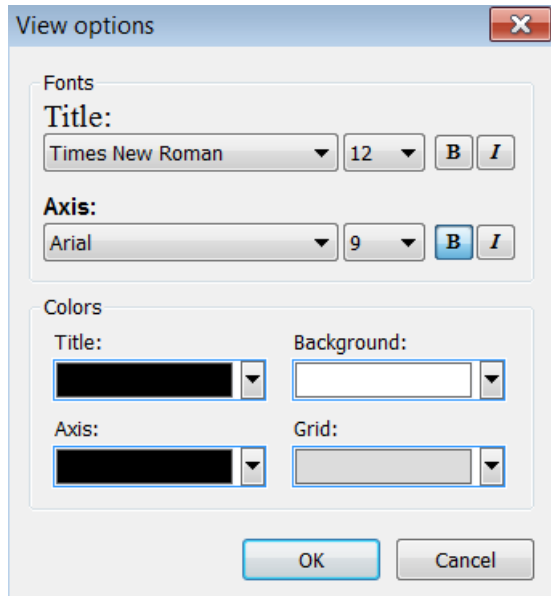 View options
Fonts
Title:
Times New Roman 12 B I
Axis:
Arial 9 B I
Colors
Title: Background:
Axis: Grid:
OK Cancel